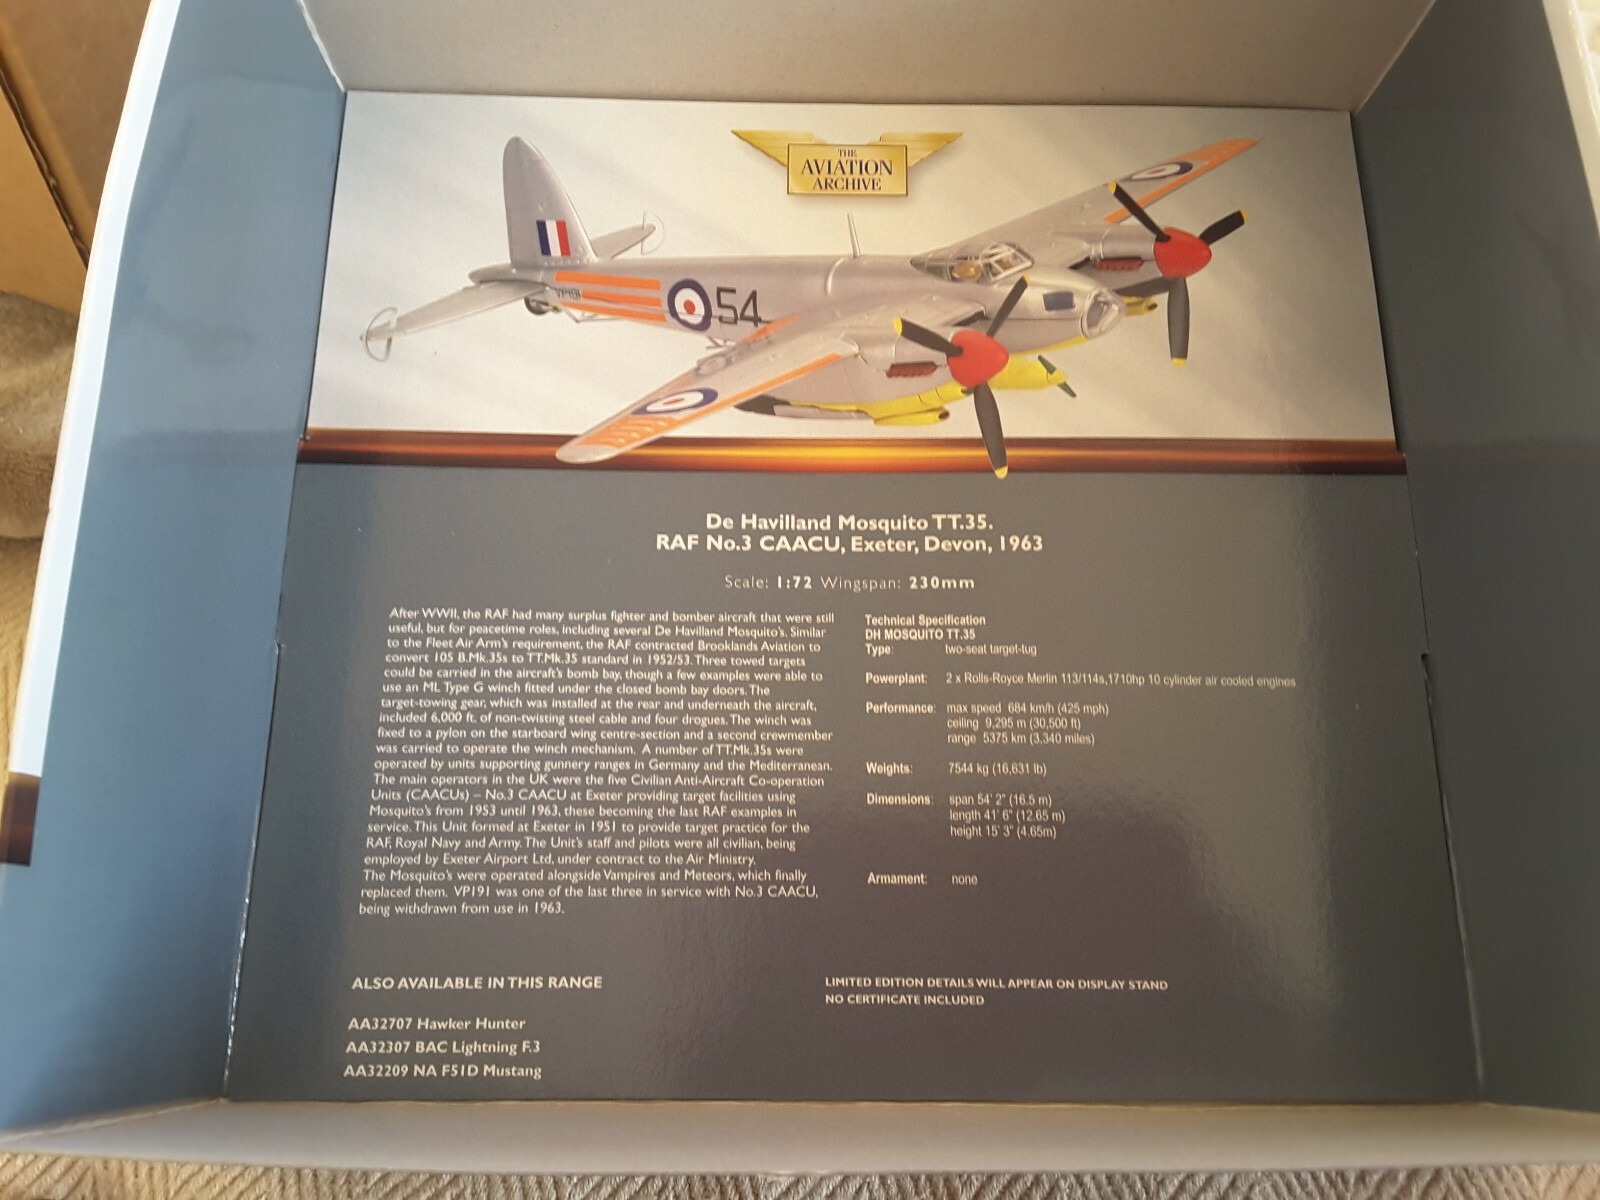 THE
AVIATION
ARCHIVE
VP191
54
De Havilland Mosquito TT.35.
RAF No.3 CAACU, Exeter, Devon, 1963
Scale: 1:72 Wingspan: 230mm
After WWII, the RAF had many surplus fighter and bomber aircraft that were still
useful, but for peacetime roles, including several De Havilland Mosquito's. Similar
to the Fleet Air Arm's requirement, the RAF contracted Brooklands Aviation to
convert 105 B.Mk.35s to TT.Mk.35 standard in 1952/53. Three towed targets
could be carried in the aircraft's bomb bay, though a few examples were able to
use an ML Type G winch fitted under the closed bomb bay doors. The
target-towing gear, which was installed at the rear and underneath the aircraft,
included 6,000 ft. of non-twisting steel cable and four drogues. The winch was
fixed to a pylon on the starboard wing centre-section and a second crewmember
was carried to operate the winch mechanism. A number of TT.Mk.35s were
operated by units supporting gunnery ranges in Germany and the Mediterranean.
The main operators in the UK were the five Civilian Anti-Aircraft Co-operation
Units (CAACUs) – No.3 CAACU at Exeter providing target facilities using
Mosquito's from 1953 until 1963, these becoming the last RAF examples in
service. This Unit formed at Exeter in 1951 to provide target practice for the
RAF, Royal Navy and Army. The Unit's staff and pilots were all civilian, being
employed by Exeter Airport Ltd, under contract to the Air Ministry.
The Mosquito's were operated alongside Vampires and Meteors, which finally
replaced them. VP191 was one of the last three in service with No.3 CAACU,
being withdrawn from use in 1963.
Technical Specification
DH MOSQUITO TT.35
Type: two-seat target-tug
Powerplant: 2 x Rolls-Royce Merlin 113/114s,1710hp 10 cylinder air cooled engines
Performance: max speed 684 km/h (425 mph)
ceiling 9,295 m (30,500 ft)
range 5375 km (3,340 miles)
Weights: 7544 kg (16,631 lb)
Dimensions: span 54' 2" (16.5 m)
length 41' 6" (12.65 m)
height 15' 3" (4.65m)
Armament: none
ALSO AVAILABLE IN THIS RANGE
AA32707 Hawker Hunter
AA32307 BAC Lightning F.3
AA32209 NA F51D Mustang
LIMITED EDITION DETAILS WILL APPEAR ON DISPLAY STAND
NO CERTIFICATE INCLUDED